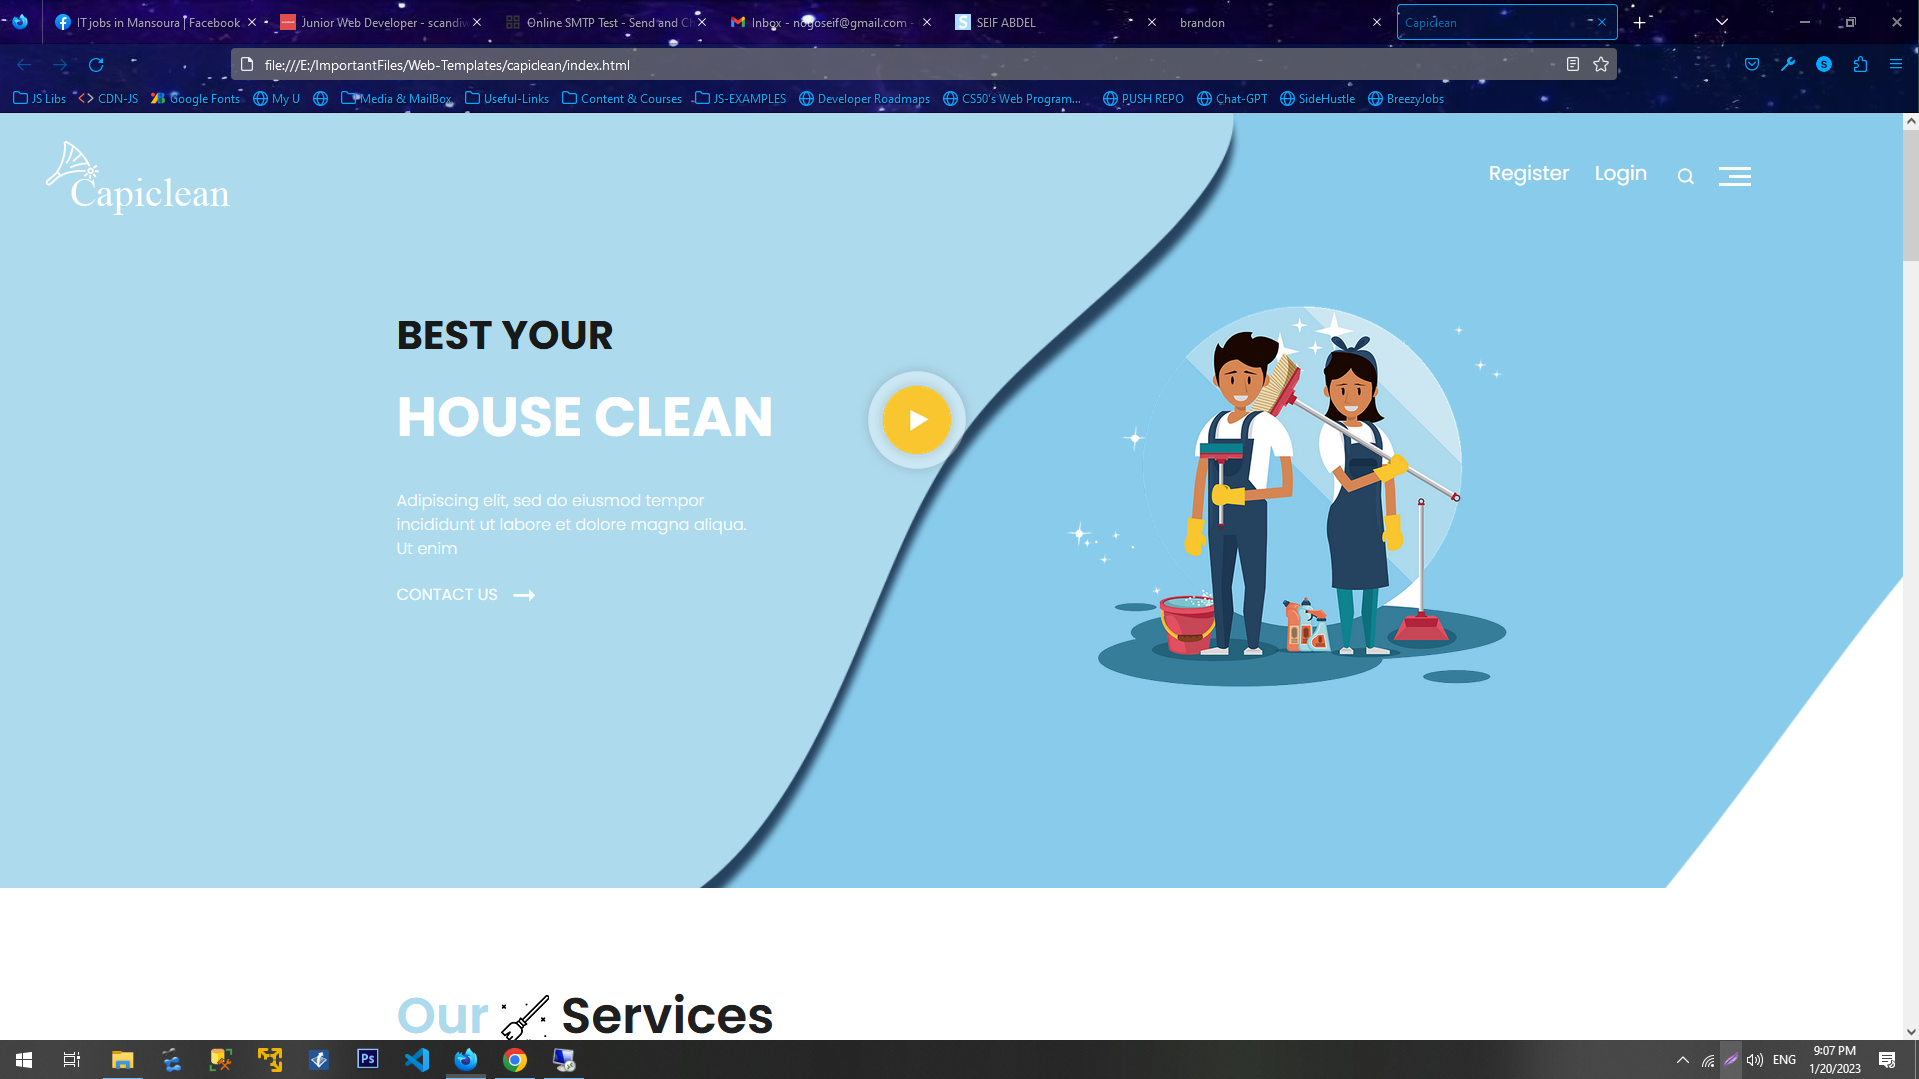 IT jobs in Mansoura | Facebook
Junior Web Developer - scandiw
Online SMTP Test - Send and Ch
Inbox - nogoseif@gmail.com -
SEIF ABDEL
brandon
Capiclean
file:///E:/ImportantFiles/Web-Templates/capiclean/index.html
S
JS Libs
CDN-JS
Google Fonts
My U
Media & MailBox
Useful-Links
Content & Courses
JS-EXAMPLES
Developer Roadmaps
CS50's Web Program...
PUSH REPO
Chat-GPT
SideHustle
BreezyJobs
Capiclean
Register
Login
BEST YOUR
HOUSE CLEAN
Adipiscing elit, sed do eiusmod tempor
incididunt ut labore et dolore magna aliqua.
Ut enim
CONTACT US
Our Services
Ps
ENG
9:07 PM
1/20/2023